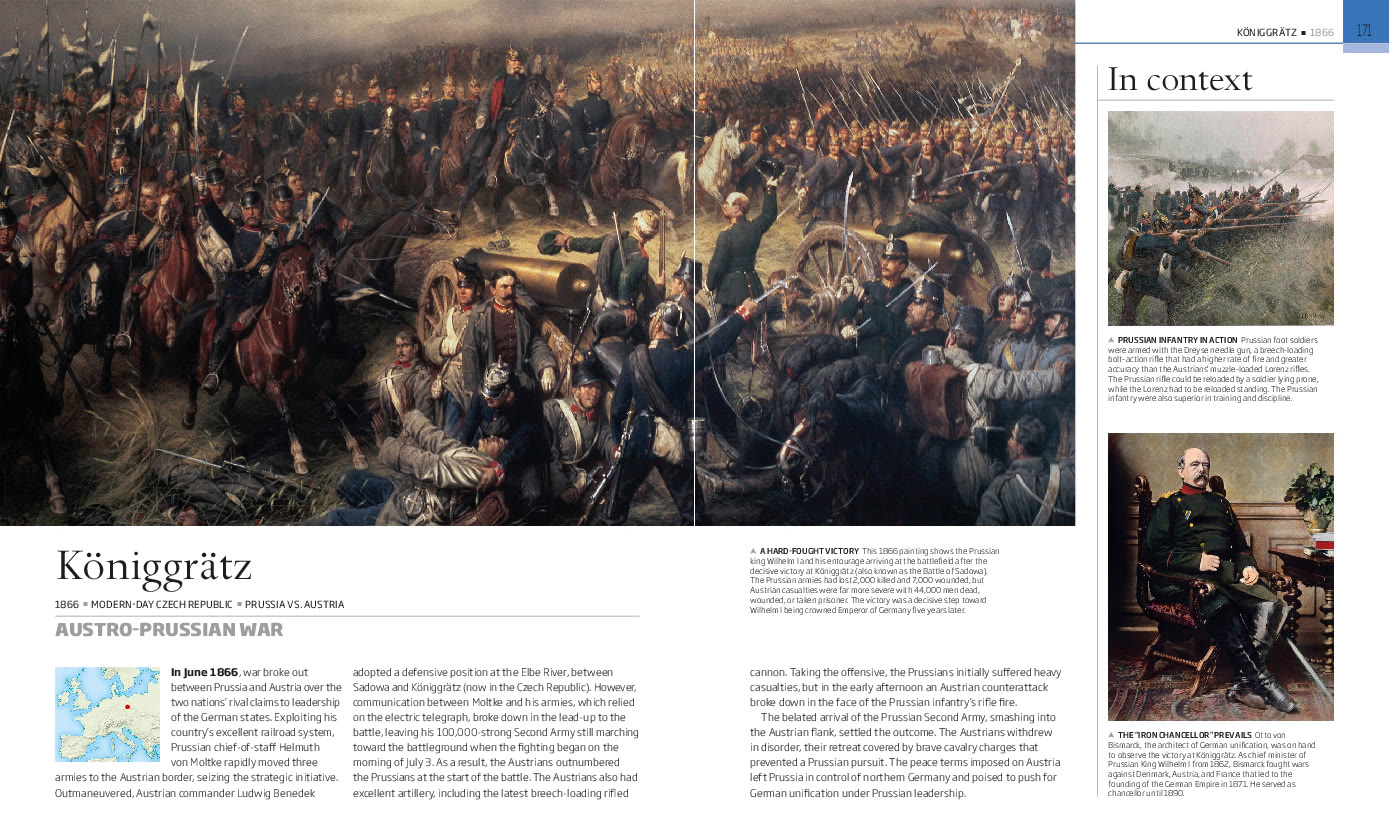 KÖNIGGRÄTZ ■ 1866
171
In context
▲ PRUSSIAN INFANTRY IN ACTION Prussian foot soldiers
were armed with the Dreyse needle gun, a breech-loading
bolt-action rifle that had a higher rate of fire and greater
accuracy than the Austrians' muzzle-loaded Lorenz rifles.
The Prussian rifle could be reloaded by a soldier lying prone,
while the Lorenz had to be reloaded standing. The Prussian
infantry were also superior in training and discipline.
Königgrätz
1866 ■ MODERN-DAY CZECH REPUBLIC ■ PRUSSIA VS. AUSTRIA
AUSTRO-PRUSSIAN WAR
▲ A HARD-FOUGHT VICTORY This 1866 painting shows the Prussian
king Wilhelm I and his entourage arriving at the battlefield after the
decisive victory at Königgrätz (also known as the Battle of Sadowa).
The Prussian armies had lost 2,000 killed and 7,000 wounded, but
Austrian casualties were far more severe with 44,000 men dead,
wounded, or taken prisoner. The victory was a decisive step toward
Wilhelm I being crowned Emperor of Germany five years later.
In June 1866, war broke out
between Prussia and Austria over the
two nations' rival claims to leadership
of the German states. Exploiting his
country's excellent railroad system,
Prussian chief-of-staff Helmuth
von Moltke rapidly moved three
armies to the Austrian border, seizing the strategic initiative.
Outmaneuvered, Austrian commander Ludwig Benedek
adopted a defensive position at the Elbe River, between
Sadowa and Königgrätz (now in the Czech Republic). However,
communication between Moltke and his armies, which relied
on the electric telegraph, broke down in the lead-up to the
battle, leaving his 100,000-strong Second Army still marching
toward the battleground when the fighting began on the
morning of July 3. As a result, the Austrians outnumbered
the Prussians at the start of the battle. The Austrians also had
excellent artillery, including the latest breech-loading rifled
cannon. Taking the offensive, the Prussians initially suffered heavy
casualties, but in the early afternoon an Austrian counterattack
broke down in the face of the Prussian infantry's rifle fire.
The belated arrival of the Prussian Second Army, smashing into
the Austrian flank, settled the outcome. The Austrians withdrew
in disorder, their retreat covered by brave cavalry charges that
prevented a Prussian pursuit. The peace terms imposed on Austria
left Prussia in control of northern Germany and poised to push for
German unification under Prussian leadership.
▲ THE "IRON CHANCELLOR" PREVAILS Otto von
Bismarck, the architect of German unification, was on hand
to observe the victory at Königgrätz. As chief minister of
Prussian King Wilhelm I from 1862, Bismarck fought wars
against Denmark, Austria, and France that led to the
founding of the German Empire in 1871. He served as
chancellor until 1890.